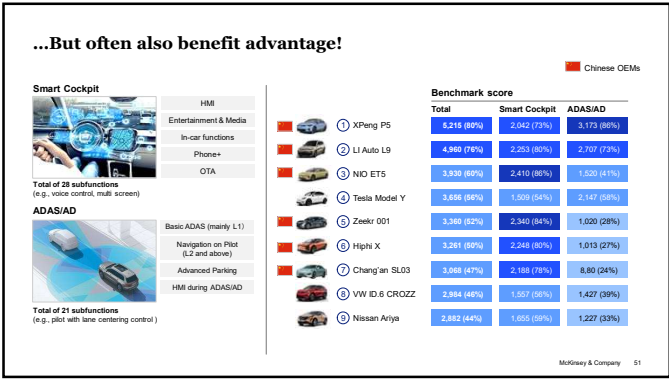 ...But often also benefit advantage!
Chinese OEMs
Smart Cockpit
HMI
Entertainment & Media
In-car functions
Phone+
OTA
Total of 28 subfunctions
(e.g., voice control, multi screen)
ADAS/AD
Basic ADAS (mainly L1)
Navigation on Pilot
(L2 and above)
Advanced Parking
HMI during ADAS/AD
Total of 21 subfunctions
(e.g., pilot with lane centering control )
Benchmark score
Total Smart Cockpit ADAS/AD
1 XPeng P5 5,215 (80%) 2,042 (73%) 3,173 (86%)
2 LI Auto L9 4,960 (76%) 2,253 (80%) 2,707 (73%)
3 NIO ET5 3,930 (60%) 2,410 (86%) 1,520 (41%)
4 Tesla Model Y 3,656 (56%) 1,509 (54%) 2,147 (58%)
5 Zeekr 001 3,360 (52%) 2,340 (84%) 1,020 (28%)
6 Hiphi X 3,261 (50%) 2,248 (80%) 1,013 (27%)
7 Chang'an SL03 3,068 (47%) 2,188 (78%) 8,80 (24%)
8 VW ID.6 CROZZ 2,984 (46%) 1,557 (56%) 1,427 (39%)
9 Nissan Ariya 2,882 (44%) 1,655 (59%) 1,227 (33%)
McKinsey & Company 51